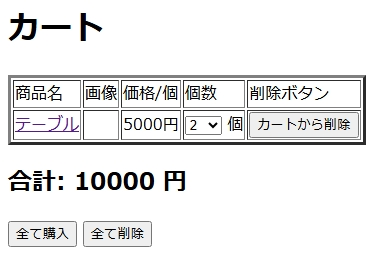 カート
商品名 画像 価格/個 個数 削除ボタン
テーブル 5000円 2 個 カートから削除
合計: 10000 円
全て購入 全て削除